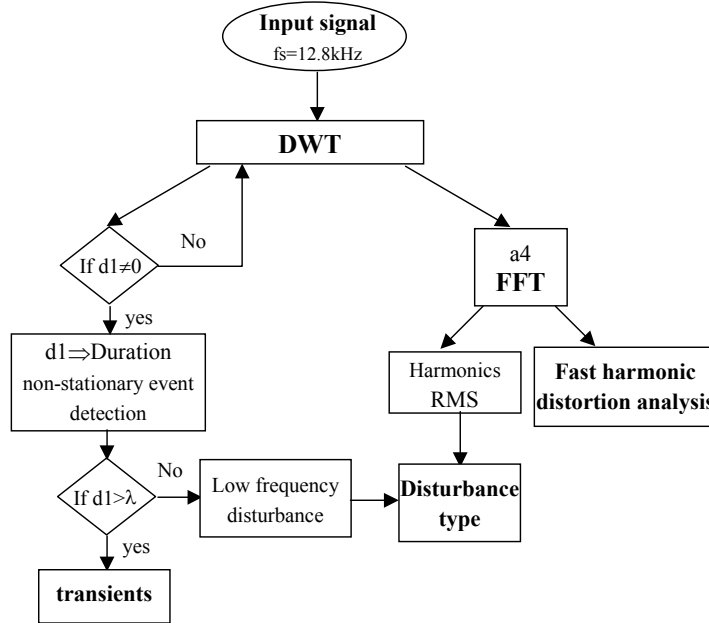 Input signal
fs=12.8kHz
DWT
No
If d1≠0
a4
FFT
yes
d1⇒Duration
non-stationary event
detection
Harmonics
RMS
Fast harmonic
distortion analysis
No
If d1>λ
Low frequency
disturbance
Disturbance
type
yes
transients